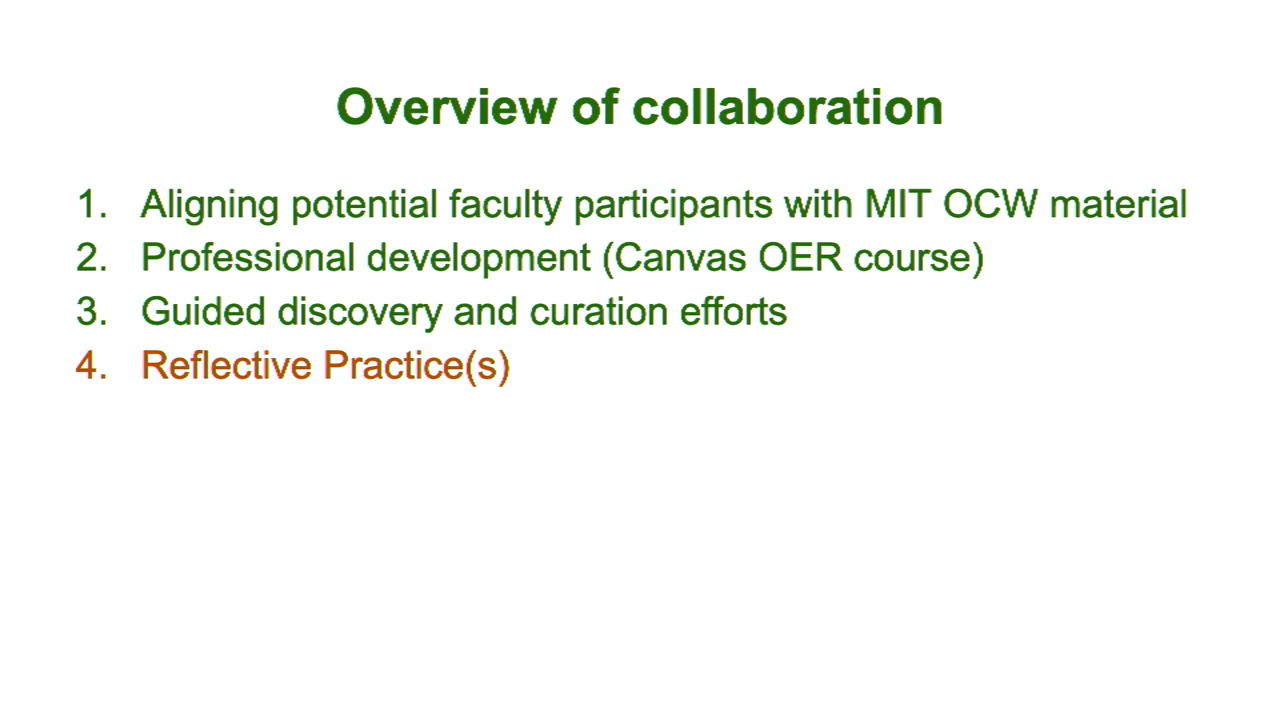 Overview of collaboration
1. Aligning potential faculty participants with MIT OCW material
2. Professional development (Canvas OER course)
3. Guided discovery and curation efforts
4. Reflective Practice(s)